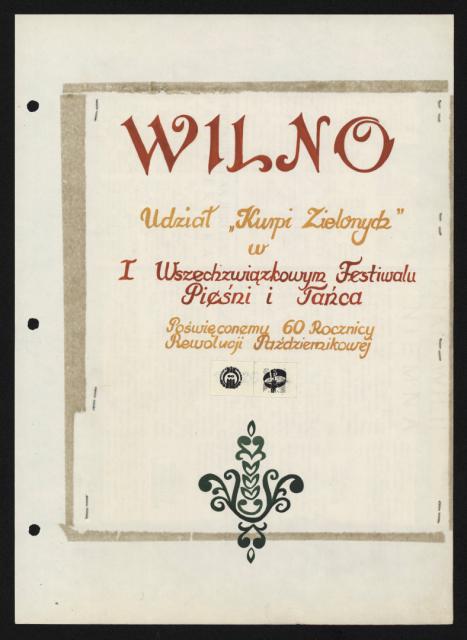 WILNO
Udział „Kurpi Zielonych"
w
I Wszechzwiązkowym Festiwalu
Pieśni i Tańca
Poświęconemu 60 Rocznicy
Rewolucji Październikowej